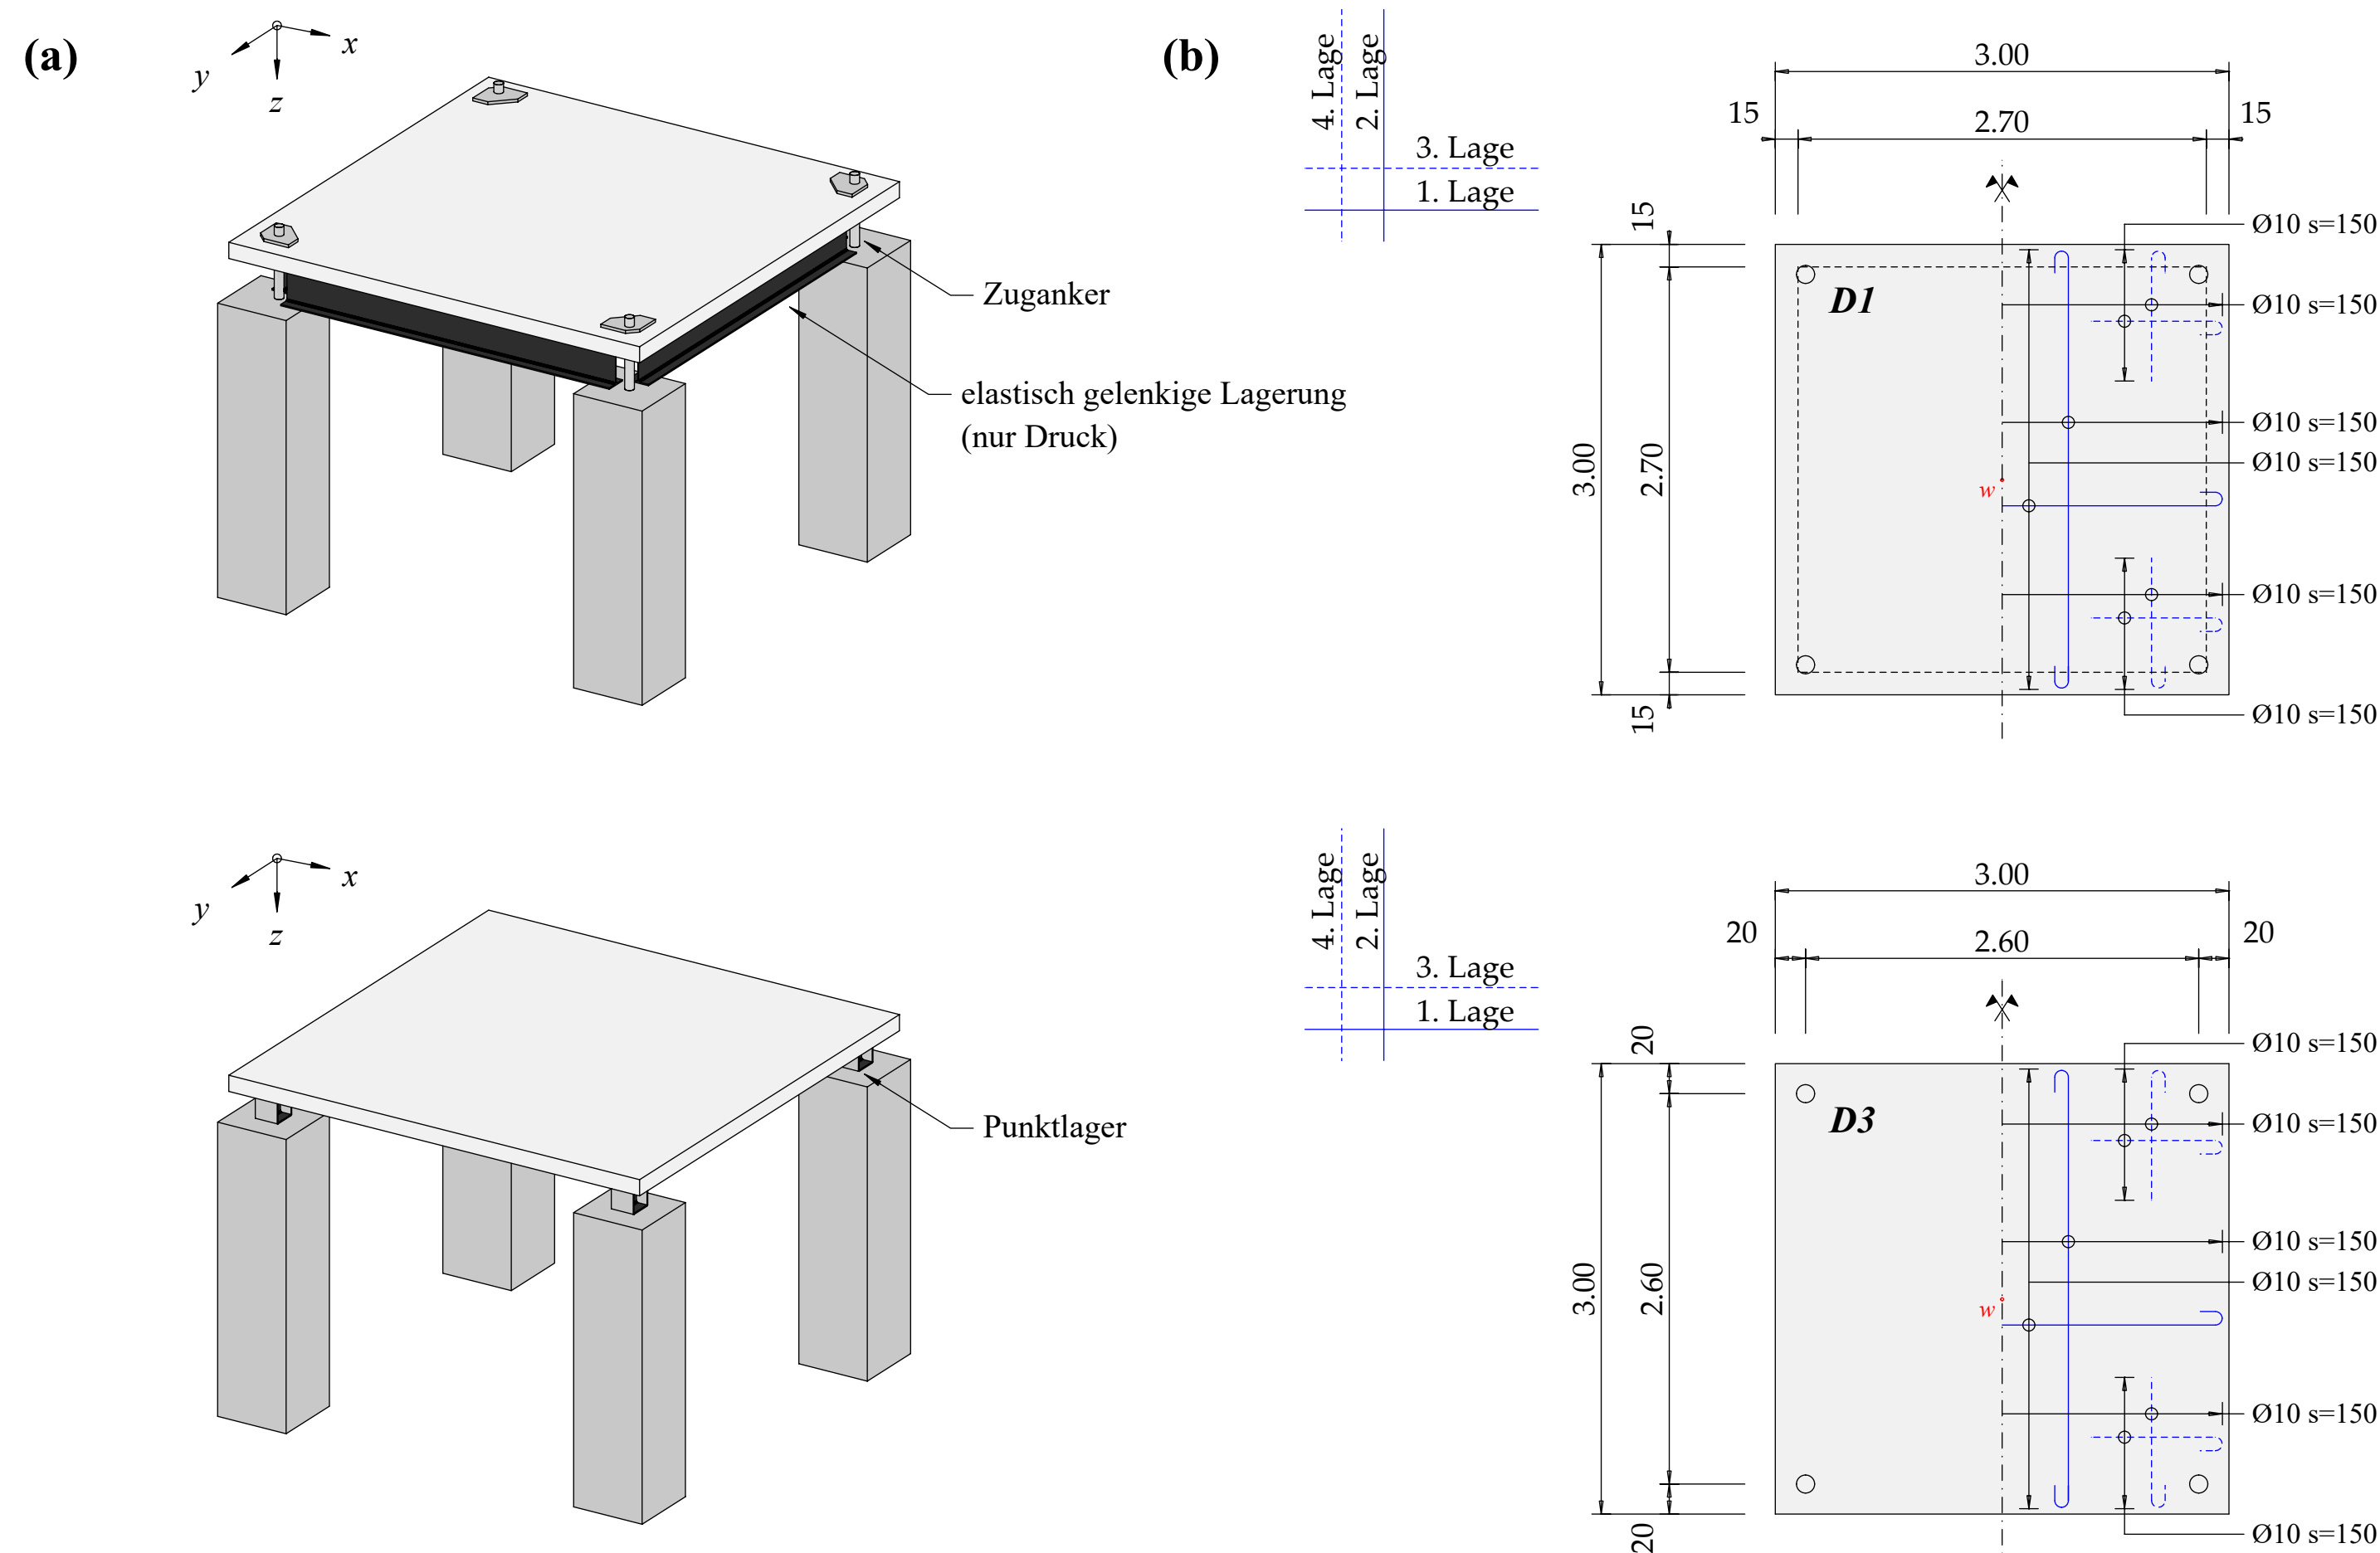 (a)
x
y
z
Zuganker
elastisch gelenkige Lagerung
(nur Druck)
(b)
4. Lage
2. Lage
3. Lage
1. Lage
3.00
15
2.70
15
15
3.00
2.70
15
D1
w
Ø10 s=150
Ø10 s=150
Ø10 s=150
Ø10 s=150
Ø10 s=150
Ø10 s=150
x
y
z
Punktlager
4. Lage
2. Lage
3. Lage
1. Lage
3.00
20
2.60
20
20
3.00
2.60
20
D3
w
Ø10 s=150
Ø10 s=150
Ø10 s=150
Ø10 s=150
Ø10 s=150
Ø10 s=150